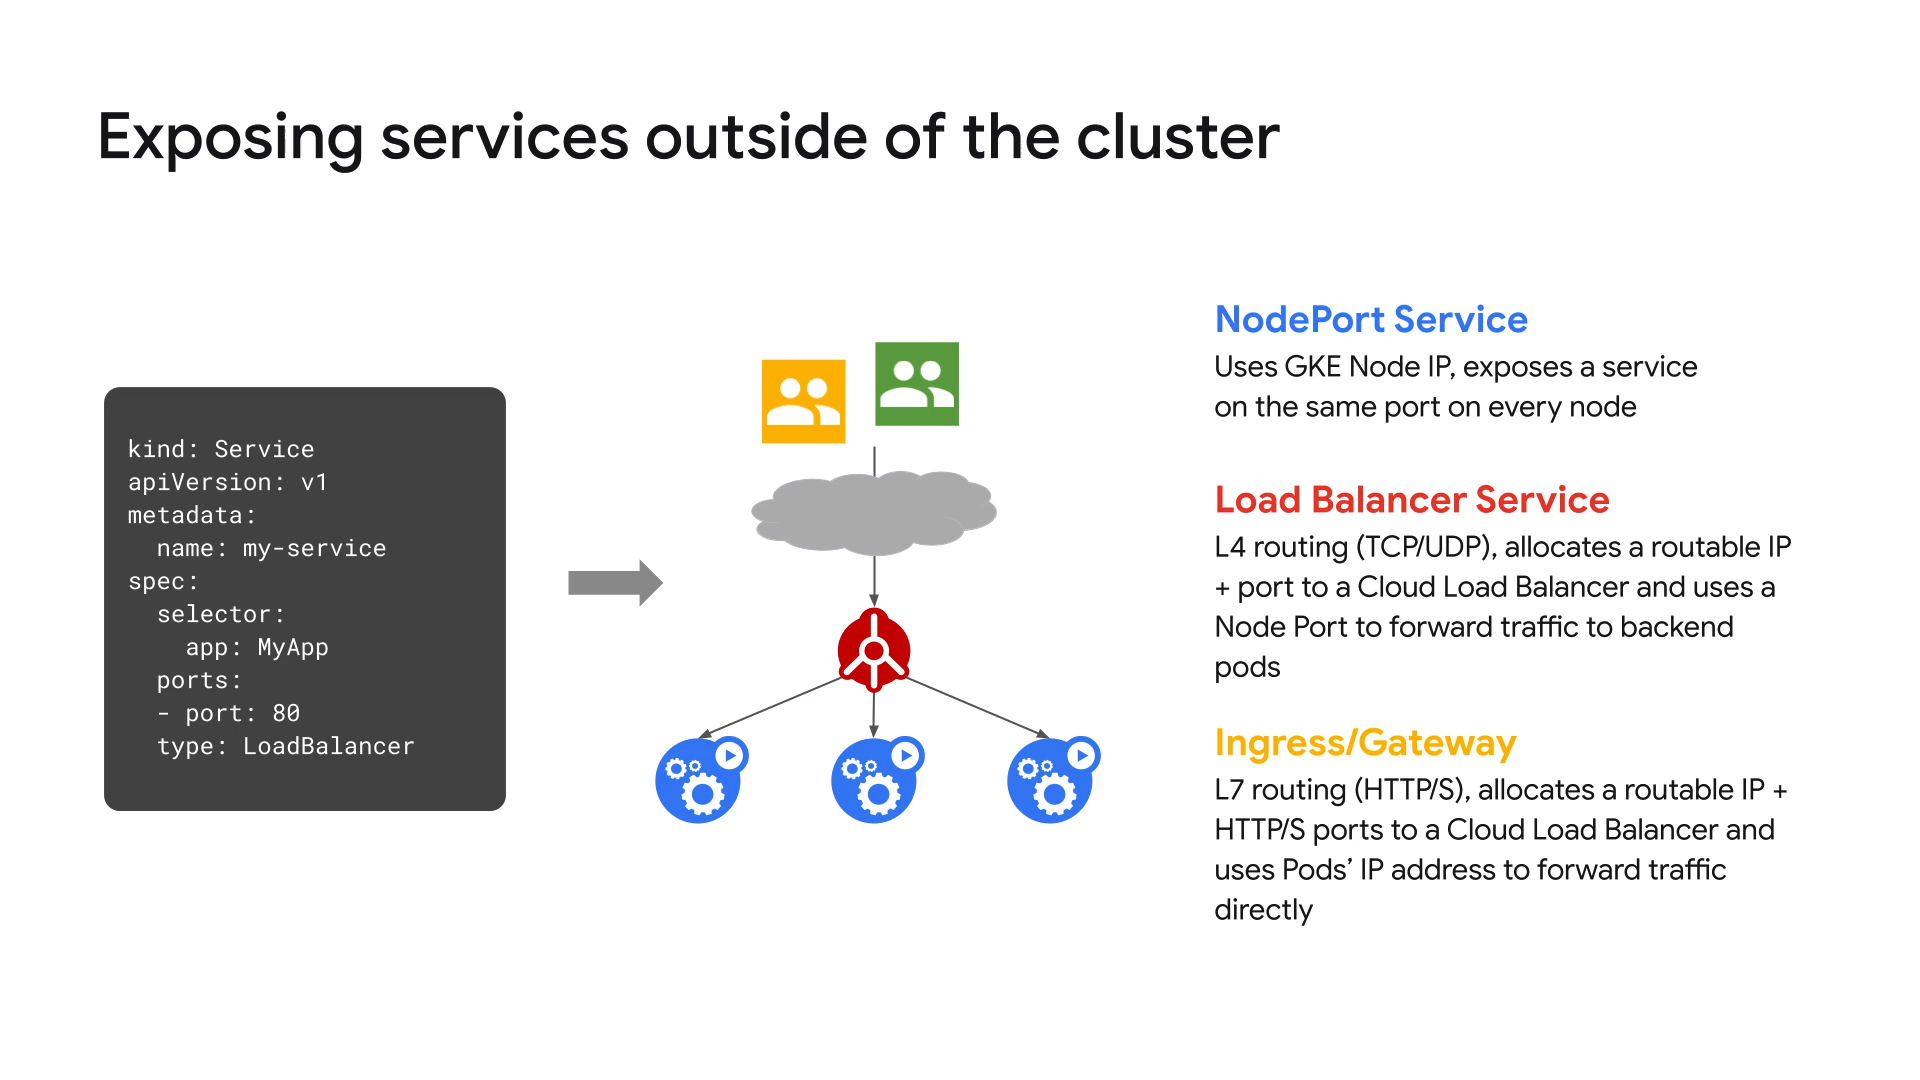 Exposing services outside of the cluster
kind: Service
apiVersion: v1
metadata:
  name: my-service
spec:
  selector:
    app: MyApp
  ports:
  - port: 80
  type: LoadBalancer
NodePort Service
Uses GKE Node IP, exposes a service
on the same port on every node
Load Balancer Service
L4 routing (TCP/UDP), allocates a routable IP
+ port to a Cloud Load Balancer and uses a
Node Port to forward traffic to backend
pods
Ingress/Gateway
L7 routing (HTTP/S), allocates a routable IP +
HTTP/S ports to a Cloud Load Balancer and
uses Pods’ IP address to forward traffic
directly